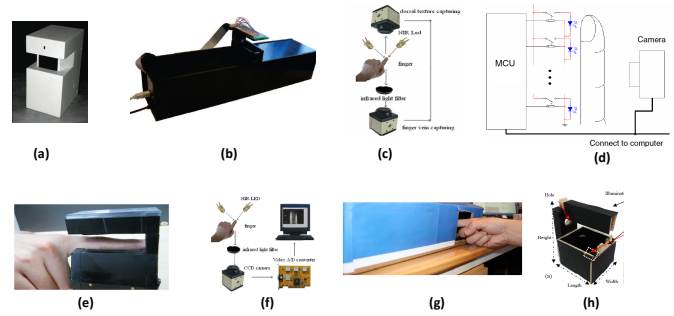 dorsal texture capturing
NIR Led
finger
infrared light filter
finger vein capturing
MCU
Camera
Connect to computer
(a)
(b)
(c)
(d)
NIR LED
finger
infrared light filter
CCD camera
Video A/D converter
Hole
Illuminati
Height
(a)
Length
Width
(e)
(f)
(g)
(h)